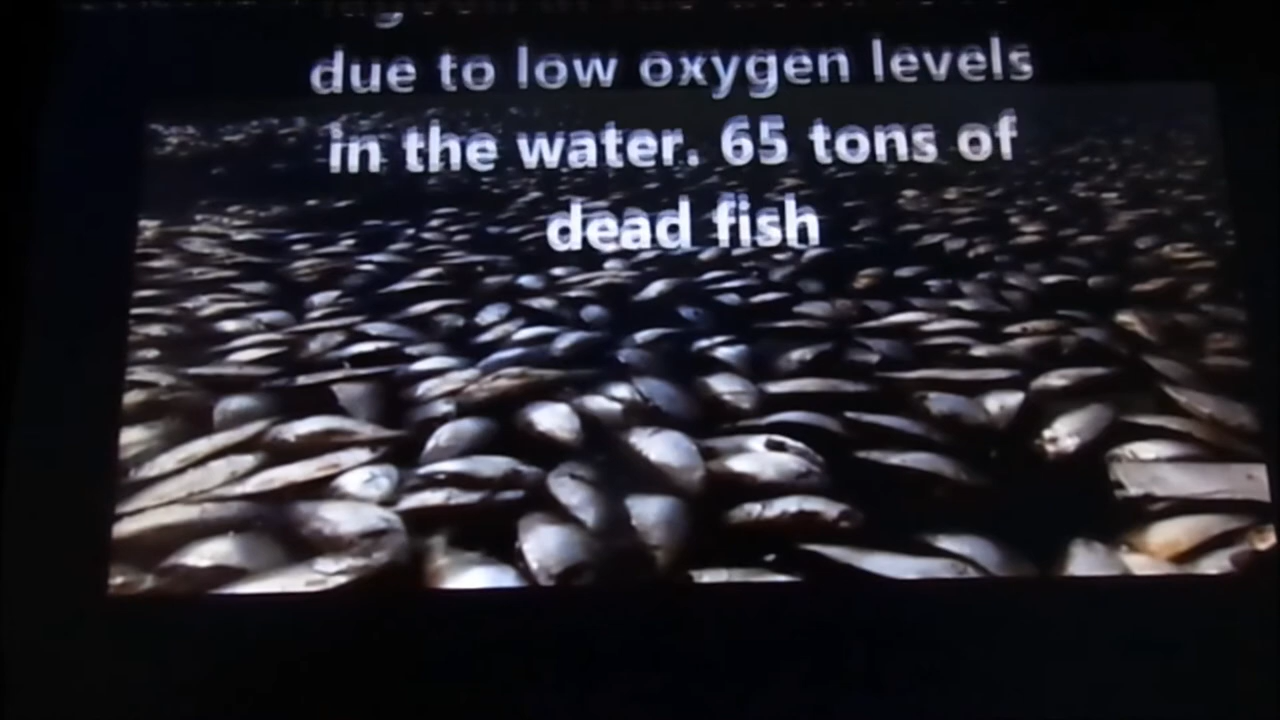 due to low oxygen levels
in the water. 65 tons of
dead fish